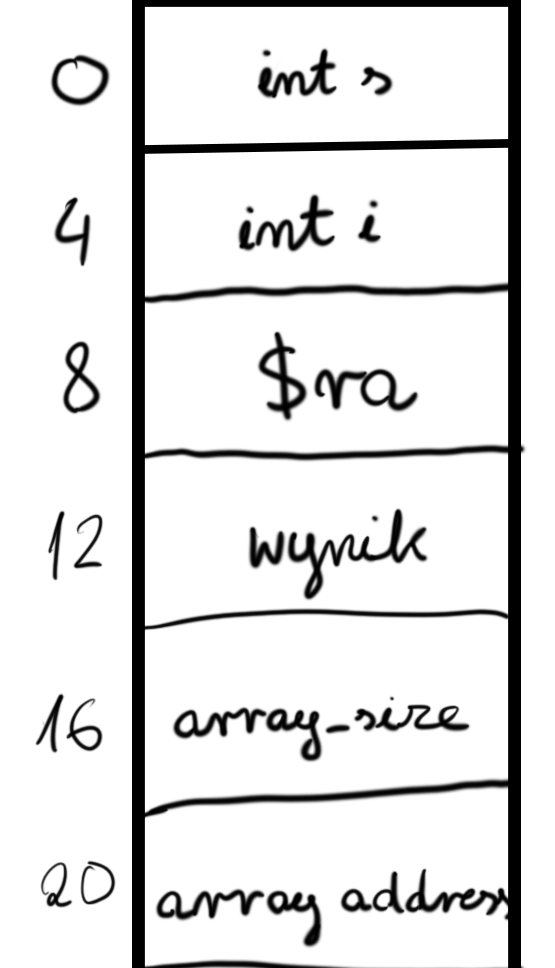 0 int s
4 int i
8 $ra
12 wynik
16 array_size
20 array address